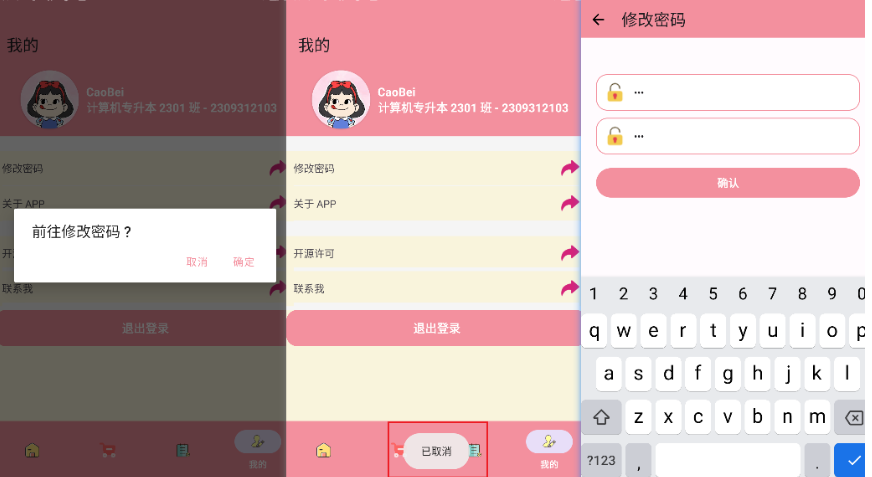 我的
CaoBei
计算机专升本 2301 班 - 2309312103
修改密码
关于 APP
前往修改密码？
取消 确定
开
联系我
退出登录
我的
我的
CaoBei
计算机专升本 2301 班 - 2309312103
修改密码
关于 APP
开源许可
联系我
退出登录
已取消
我的
修改密码
确认
1 2 3 4 5 6 7 8 9 0
q w e r t y u i o p
a s d f g h j k l
z x c v b n m
?123 , .